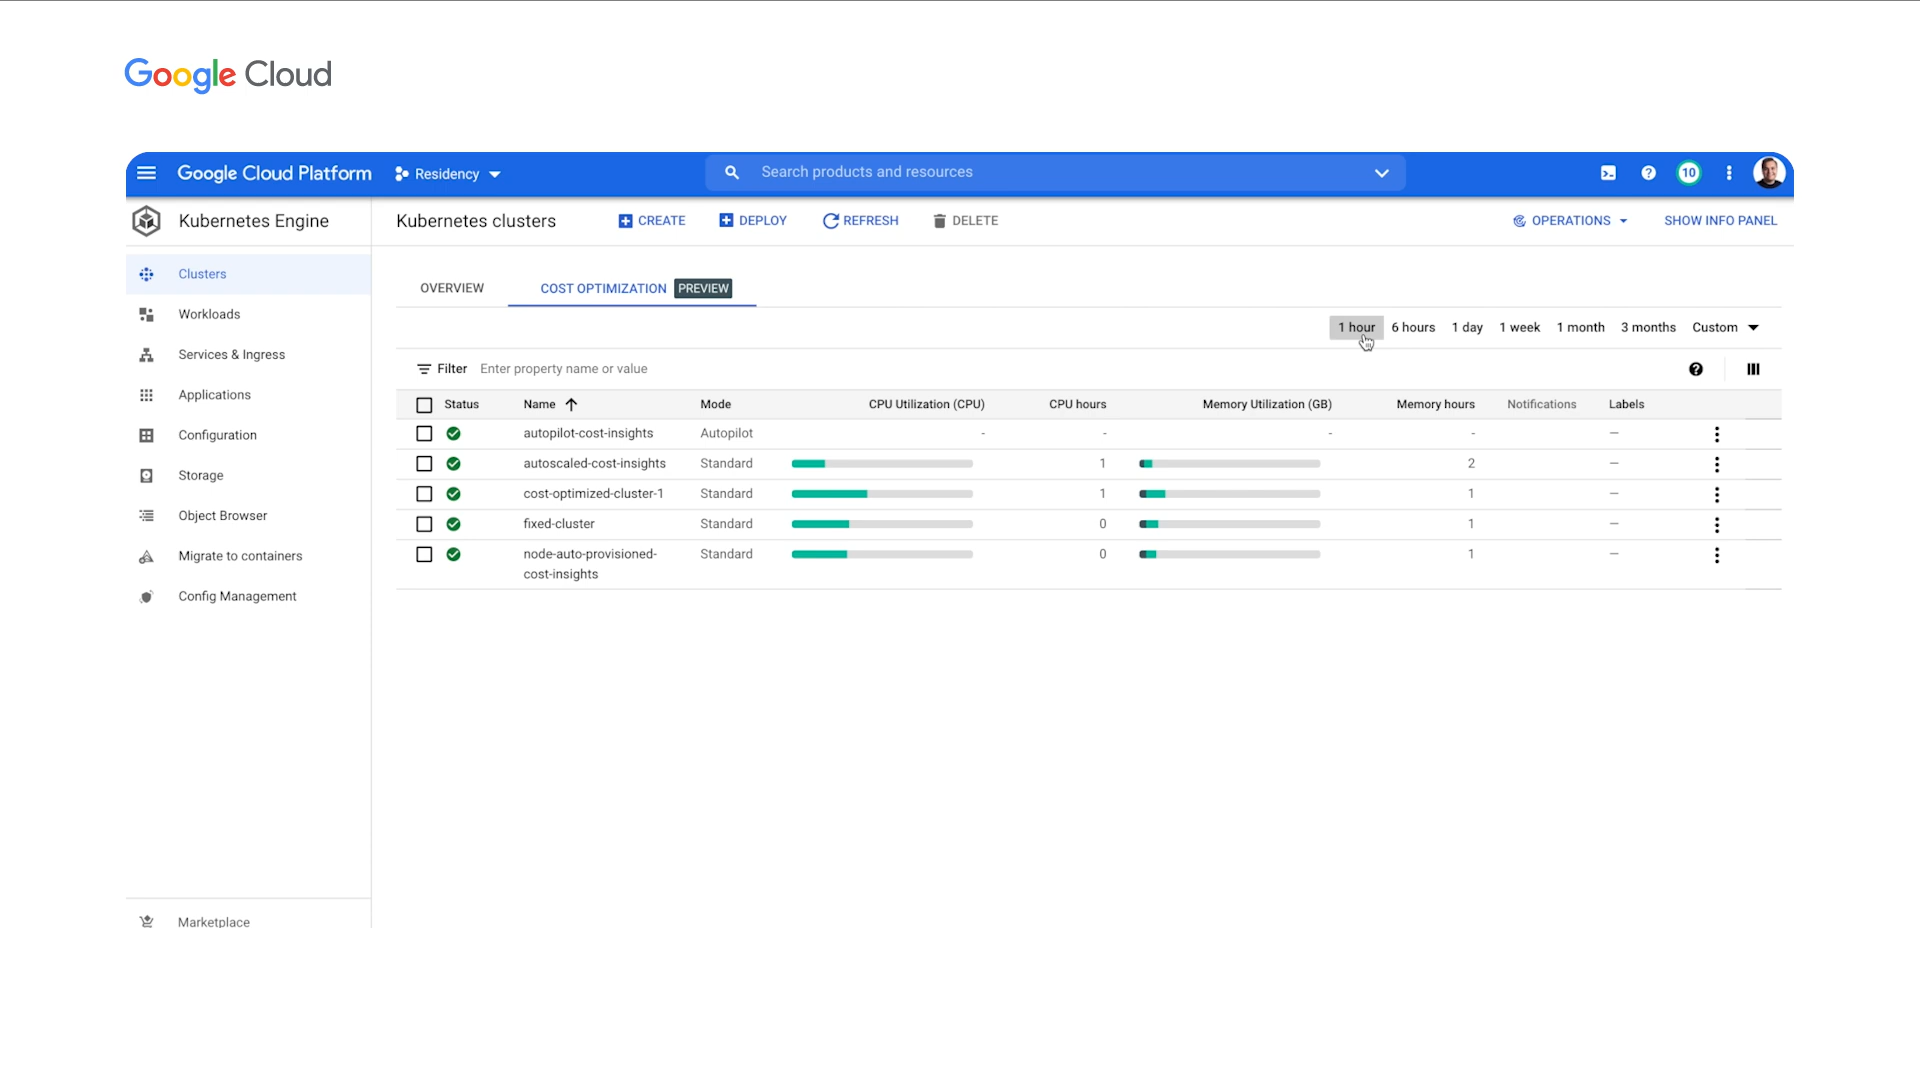 Google Cloud
Google Cloud Platform
Residency
Search products and resources
10
Kubernetes Engine
Kubernetes clusters
CREATE
DEPLOY
REFRESH
DELETE
OPERATIONS
SHOW INFO PANEL
Clusters
Workloads
Services & Ingress
Applications
Configuration
Storage
Object Browser
Migrate to containers
Config Management
Marketplace
OVERVIEW
COST OPTIMIZATION PREVIEW
1 hour 6 hours 1 day 1 week 1 month 3 months Custom
Filter Enter property name or value
Status Name Mode CPU Utilization (CPU) CPU hours Memory Utilization (GB) Memory hours Notifications Labels
autopilot-cost-insights Autopilot - - - - —
autoscaled-cost-insights Standard 1 2 —
cost-optimized-cluster-1 Standard 1 1 —
fixed-cluster Standard 0 1 —
node-auto-provisioned- Standard 0 1 —
cost-insights